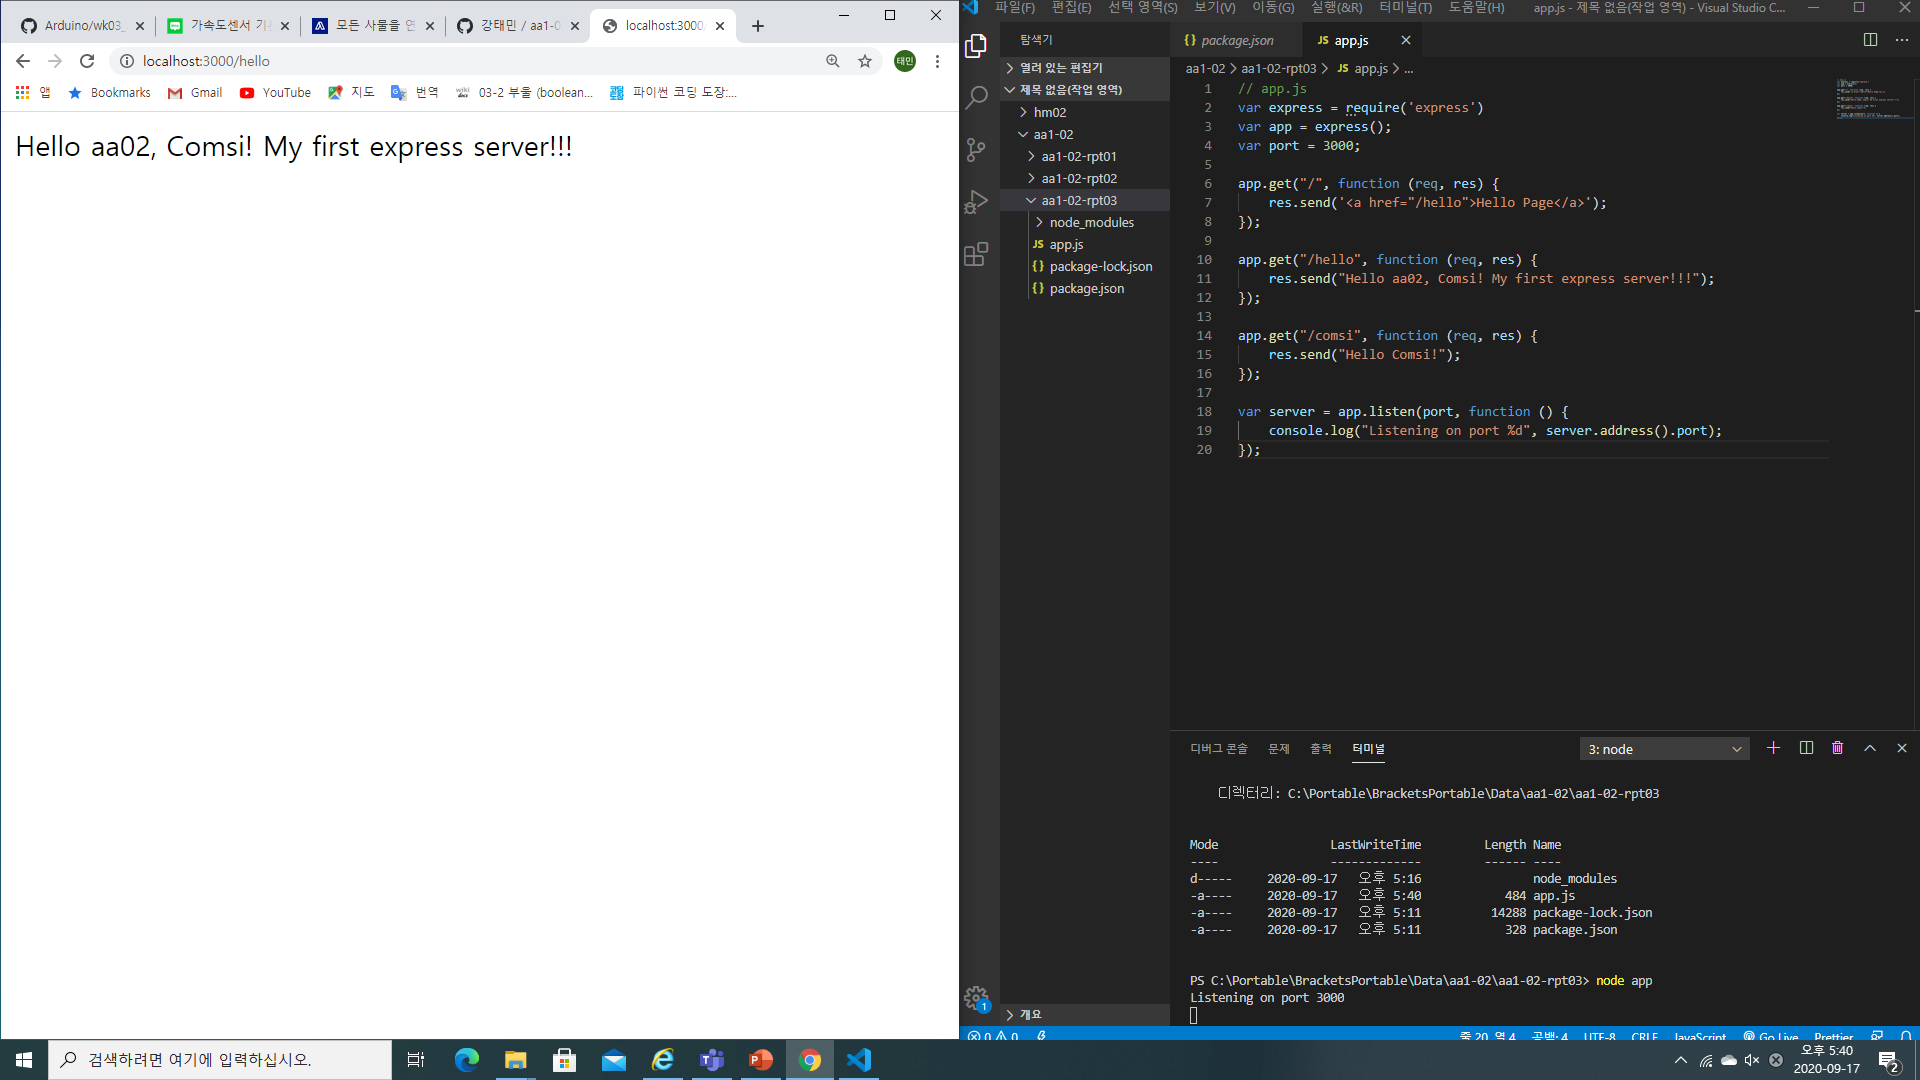 Arduino/wk03_
가속도센서 기
모든 사물을 연
강태민 / aa1-0
localhost:3000
localhost:3000/hello
태민
앱 Bookmarks Gmail YouTube 지도 번역 03-2 부울 (boolean... 파이썬 코딩 도장:...
Hello aa02, Comsi! My first express server!!!
파일(F) 편집(E) 선택 영역(S) 보기(V) 이동(G) 실행(&R) 터미널(T) 도움말(H) app.js - 제목 없음(작업 영역) - Visual Studio C...
탐색기
열려 있는 편집기
제목 없음(작업 영역)
hm02
aa1-02
aa1-02-rpt01
aa1-02-rpt02
aa1-02-rpt03
node_modules
JS app.js
{} package-lock.json
{} package.json
개요
1
{} package.json JS app.js
aa1-02 > aa1-02-rpt03 > JS app.js > ...
1 // app.js
2 var express = require('express')
3 var app = express();
4 var port = 3000;
5
6 app.get("/", function (req, res) {
7 res.send('<a href="/hello">Hello Page</a>');
8 });
9
10 app.get("/hello", function (req, res) {
11 res.send("Hello aa02, Comsi! My first express server!!!");
12 });
13
14 app.get("/comsi", function (req, res) {
15 res.send("Hello Comsi!");
16 });
17
18 var server = app.listen(port, function () {
19 console.log("Listening on port %d", server.address().port);
20 });
디버그 콘솔 문제 출력 터미널 3: node
디렉터리: C:\Portable\BracketsPortable\Data\aa1-02\aa1-02-rpt03
Mode LastWriteTime Length Name
---- ------------- ------ ----
d----- 2020-09-17 오후 5:16 node_modules
-a---- 2020-09-17 오후 5:40 484 app.js
-a---- 2020-09-17 오후 5:11 14288 package-lock.json
-a---- 2020-09-17 오후 5:11 328 package.json
PS C:\Portable\BracketsPortable\Data\aa1-02\aa1-02-rpt03> node app
Listening on port 3000
0 0 줄 20, 열 4 공백: 4 UTF-8 CRLF JavaScript Go Live Prettier
검색하려면 여기에 입력하십시오.
오후 5:40
2020-09-17
2